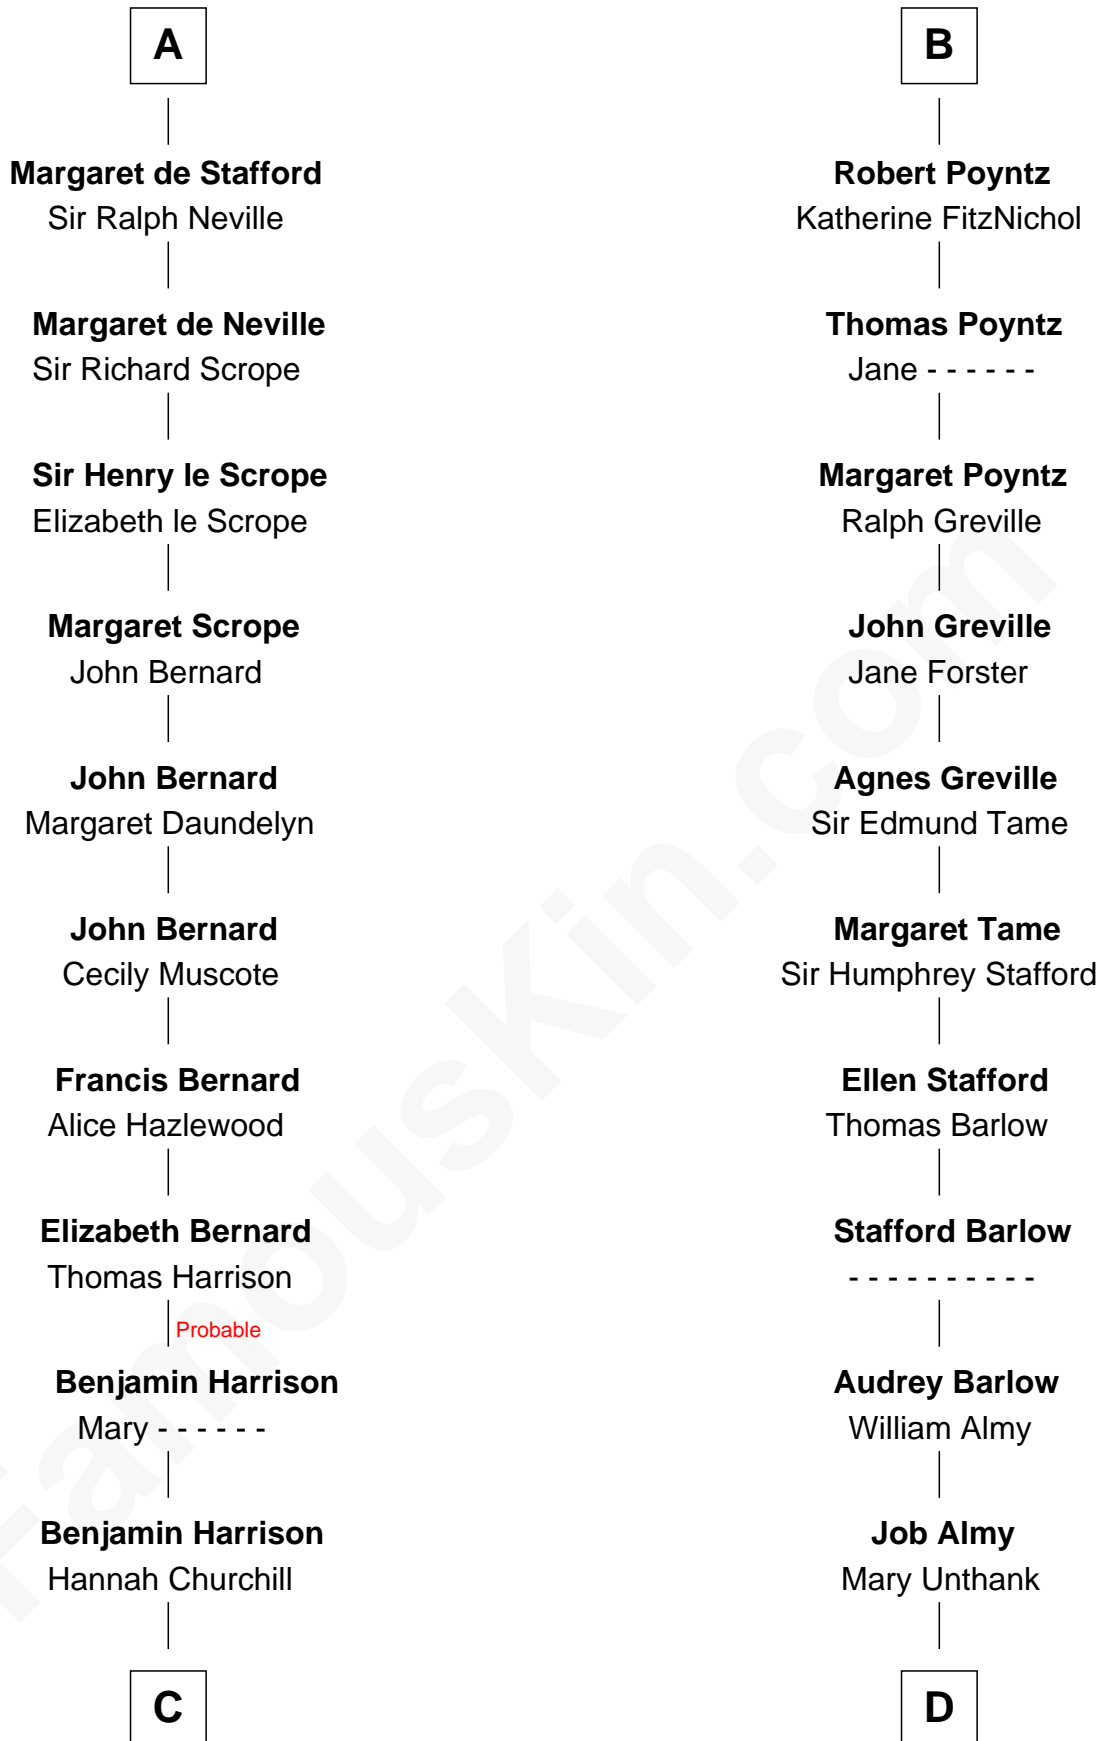 A
Margaret de Stafford
Sir Ralph Neville
Margaret de Neville
Sir Richard Scrope
Sir Henry le Scrope
Elizabeth le Scrope
Margaret Scrope
John Bernard
John Bernard
Margaret Daundelyn
John Bernard
Cecily Muscote
Francis Bernard
Alice Hazlewood
Elizabeth Bernard
Thomas Harrison
Probable
Benjamin Harrison
Mary - - - - - -
Benjamin Harrison
Hannah Churchill
C
B
Robert Poyntz
Katherine FitzNichol
Thomas Poyntz
Jane - - - - - -
Margaret Poyntz
Ralph Greville
John Greville
Jane Forster
Agnes Greville
Sir Edmund Tame
Margaret Tame
Sir Humphrey Stafford
Ellen Stafford
Thomas Barlow
Stafford Barlow
- - - - - - - - - -
Audrey Barlow
William Almy
Job Almy
Mary Unthank
D
FamousKin.com